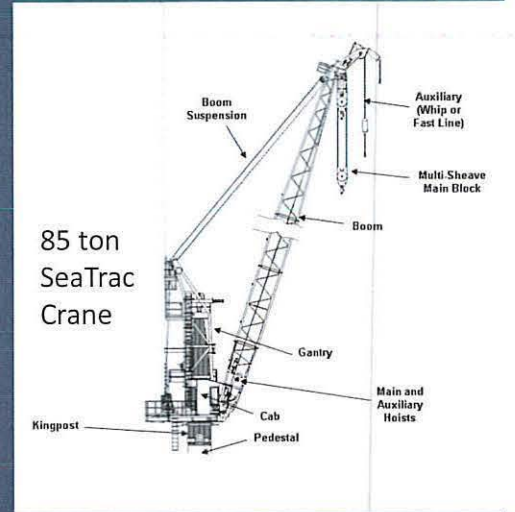 Boom
Suspension
Auxiliary
(Whip or
Fast Line)
Multi-Sheave
Main Block
Boom
85 ton
SeaTrac
Crane
Gantry
Main and
Auxiliary
Hoists
Cab
Kingpost
Pedestal